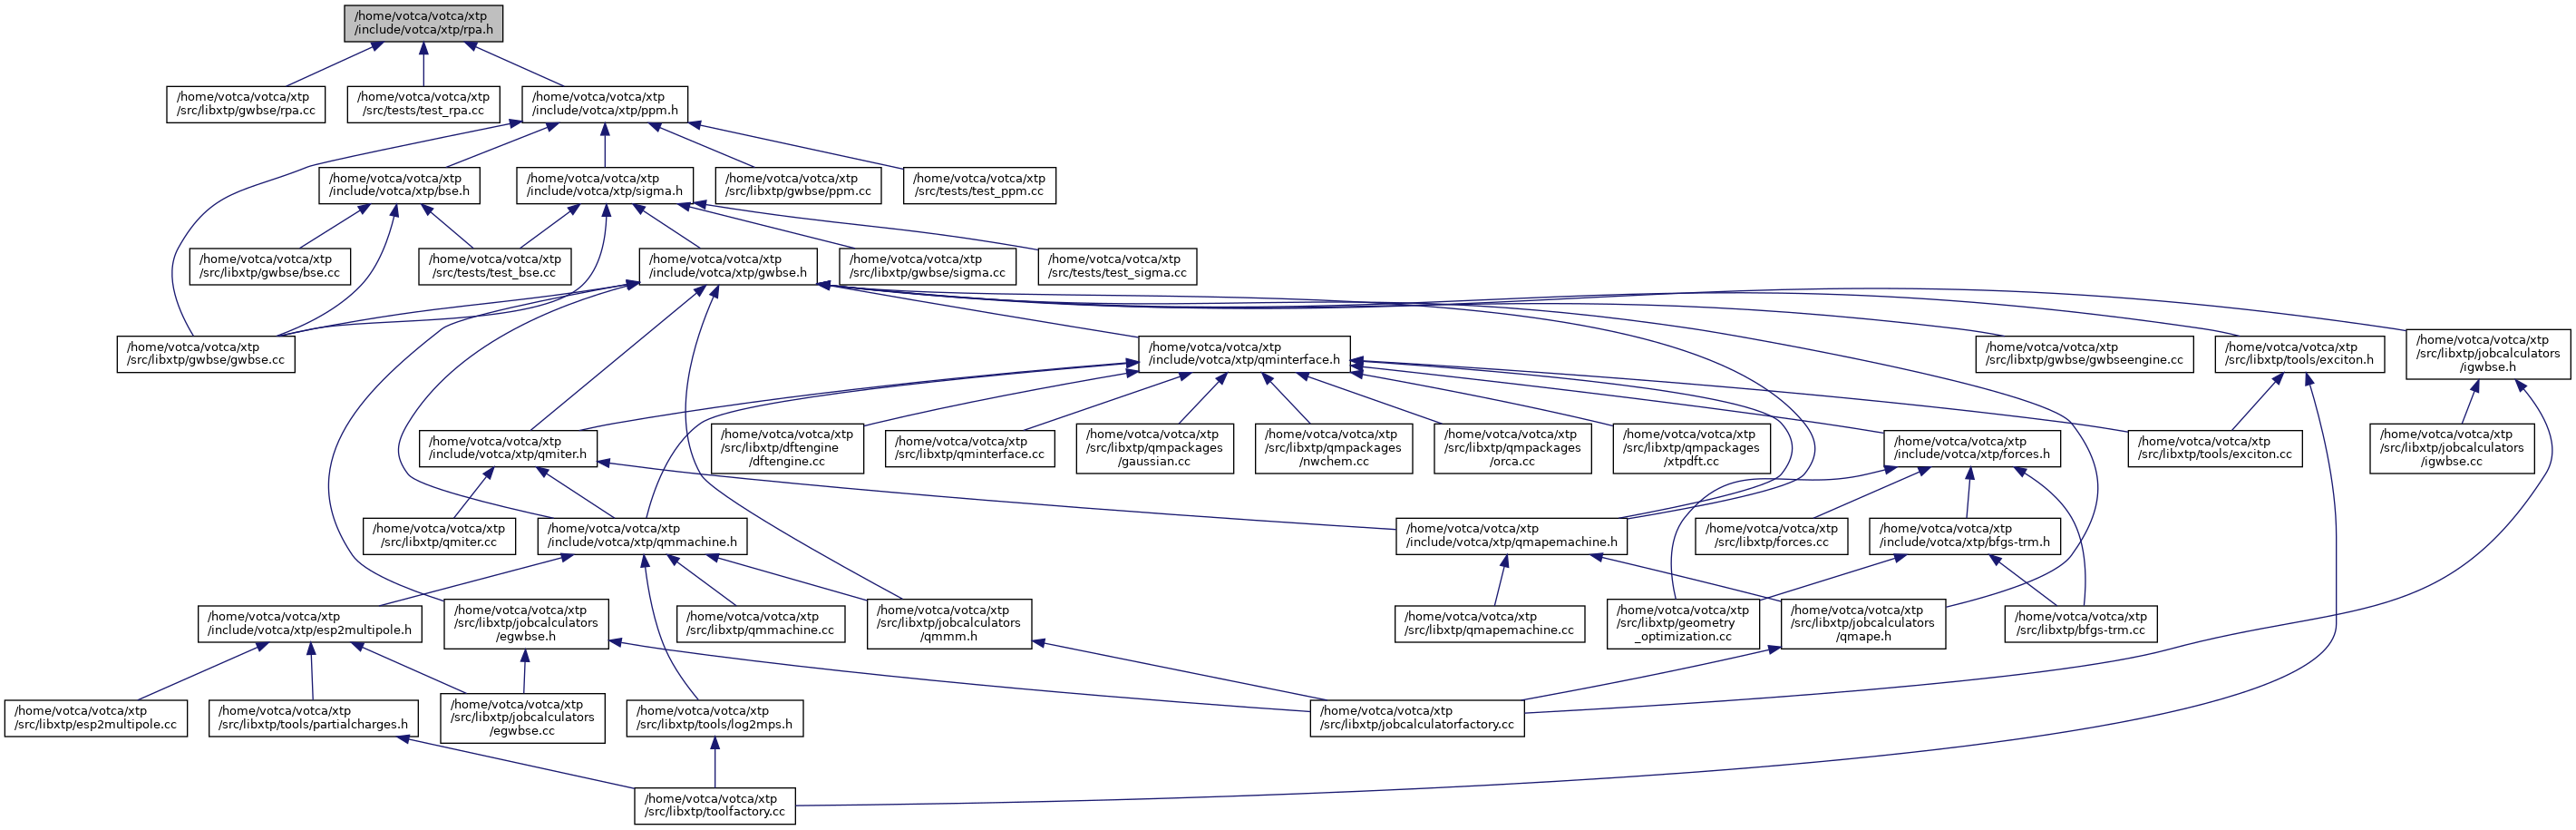 /home/votca/votca/xtp
/include/votca/xtp/rpa.h
/home/votca/votca/xtp
/src/libxtp/gwbse/rpa.cc
/home/votca/votca/xtp
/src/tests/test_rpa.cc
/home/votca/votca/xtp
/include/votca/xtp/ppm.h
/home/votca/votca/xtp
/include/votca/xtp/bse.h
/home/votca/votca/xtp
/include/votca/xtp/sigma.h
/home/votca/votca/xtp
/src/libxtp/gwbse/ppm.cc
/home/votca/votca/xtp
/src/tests/test_ppm.cc
/home/votca/votca/xtp
/src/libxtp/gwbse/bse.cc
/home/votca/votca/xtp
/src/tests/test_bse.cc
/home/votca/votca/xtp
/include/votca/xtp/gwbse.h
/home/votca/votca/xtp
/src/libxtp/gwbse/sigma.cc
/home/votca/votca/xtp
/src/tests/test_sigma.cc
/home/votca/votca/xtp
/src/libxtp/gwbse/gwbse.cc
/home/votca/votca/xtp
/include/votca/xtp/qminterface.h
/home/votca/votca/xtp
/src/libxtp/gwbse/gwbseengine.cc
/home/votca/votca/xtp
/src/libxtp/tools/exciton.h
/home/votca/votca/xtp
/src/libxtp/jobcalculators
/igwbse.h
/home/votca/votca/xtp
/include/votca/xtp/qmiter.h
/home/votca/votca/xtp
/src/libxtp/dftengine
/dftengine.cc
/home/votca/votca/xtp
/src/libxtp/qminterface.cc
/home/votca/votca/xtp
/src/libxtp/qmpackages
/gaussian.cc
/home/votca/votca/xtp
/src/libxtp/qmpackages
/nwchem.cc
/home/votca/votca/xtp
/src/libxtp/qmpackages
/orca.cc
/home/votca/votca/xtp
/src/libxtp/qmpackages
/xtpdft.cc
/home/votca/votca/xtp
/include/votca/xtp/forces.h
/home/votca/votca/xtp
/src/libxtp/tools/exciton.cc
/home/votca/votca/xtp
/src/libxtp/jobcalculators
/igwbse.cc
/home/votca/votca/xtp
/src/libxtp/qmiter.cc
/home/votca/votca/xtp
/include/votca/xtp/qmmachine.h
/home/votca/votca/xtp
/include/votca/xtp/qmapemachine.h
/home/votca/votca/xtp
/src/libxtp/forces.cc
/home/votca/votca/xtp
/include/votca/xtp/bfgs-trm.h
/home/votca/votca/xtp
/include/votca/xtp/esp2multipole.h
/home/votca/votca/xtp
/src/libxtp/jobcalculators
/egwbse.h
/home/votca/votca/xtp
/src/libxtp/qmmachine.cc
/home/votca/votca/xtp
/src/libxtp/jobcalculators
/qmmm.h
/home/votca/votca/xtp
/src/libxtp/qmapemachine.cc
/home/votca/votca/xtp
/src/libxtp/geometry
_optimization.cc
/home/votca/votca/xtp
/src/libxtp/jobcalculators
/qmape.h
/home/votca/votca/xtp
/src/libxtp/bfgs-trm.cc
/home/votca/votca/xtp
/src/libxtp/esp2multipole.cc
/home/votca/votca/xtp
/src/libxtp/tools/partialcharges.h
/home/votca/votca/xtp
/src/libxtp/jobcalculators
/egwbse.cc
/home/votca/votca/xtp
/src/libxtp/tools/log2mps.h
/home/votca/votca/xtp
/src/libxtp/jobcalculatorfactory.cc
/home/votca/votca/xtp
/src/libxtp/toolfactory.cc